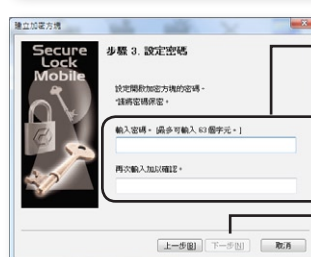 建立加密方塊
Secure
Lock
Mobile
步驟 3. 設定密碼
設定開啟加密方塊的密碼。
*請將密碼保密。
輸入密碼。 [最多可輸入 63 個字元。]
再次輸入加以確認。
上一步(B)
下一步(N)
取消